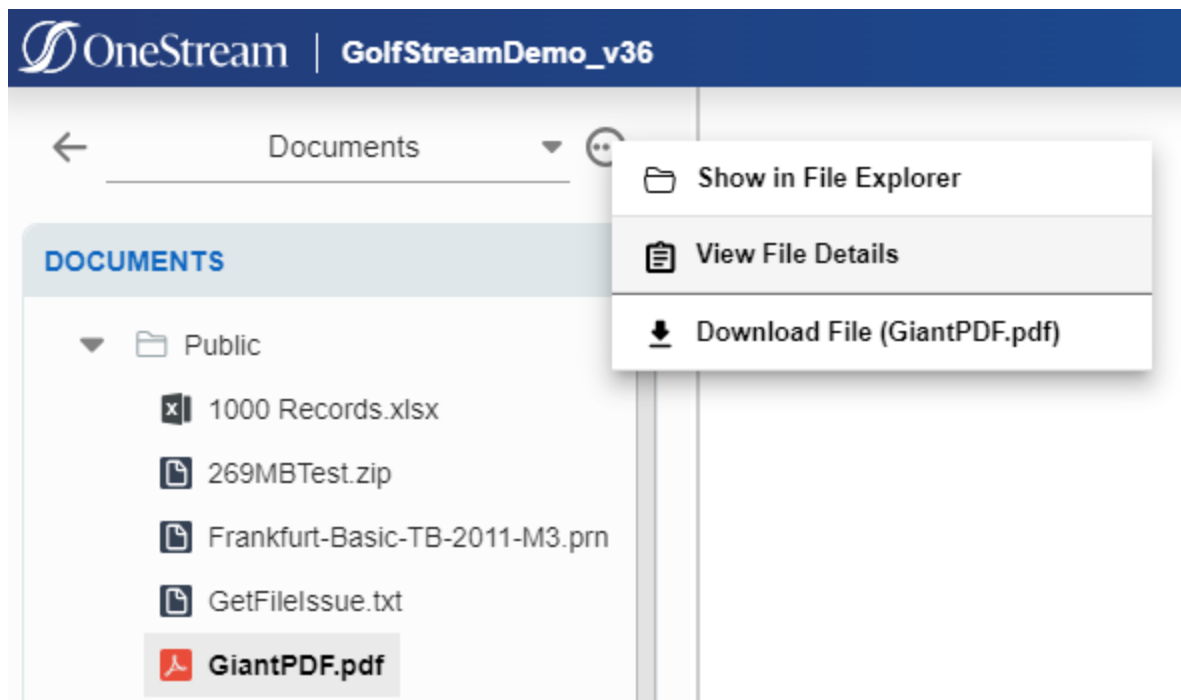 OneStream | GolfStreamDemo_v36
Documents
Show in File Explorer
View File Details
Download File (GiantPDF.pdf)
DOCUMENTS
Public
1000 Records.xlsx
269MBTest.zip
Frankfurt-Basic-TB-2011-M3.prn
GetFileIssue.txt
GiantPDF.pdf